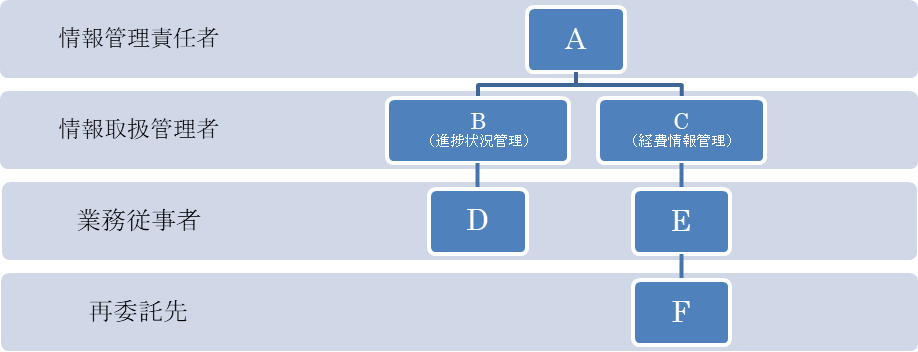 情報管理責任者
A
情報取扱管理者
B
（進捗状況管理）
C
（経費情報管理）
業務従事者
D
E
再委託先
F